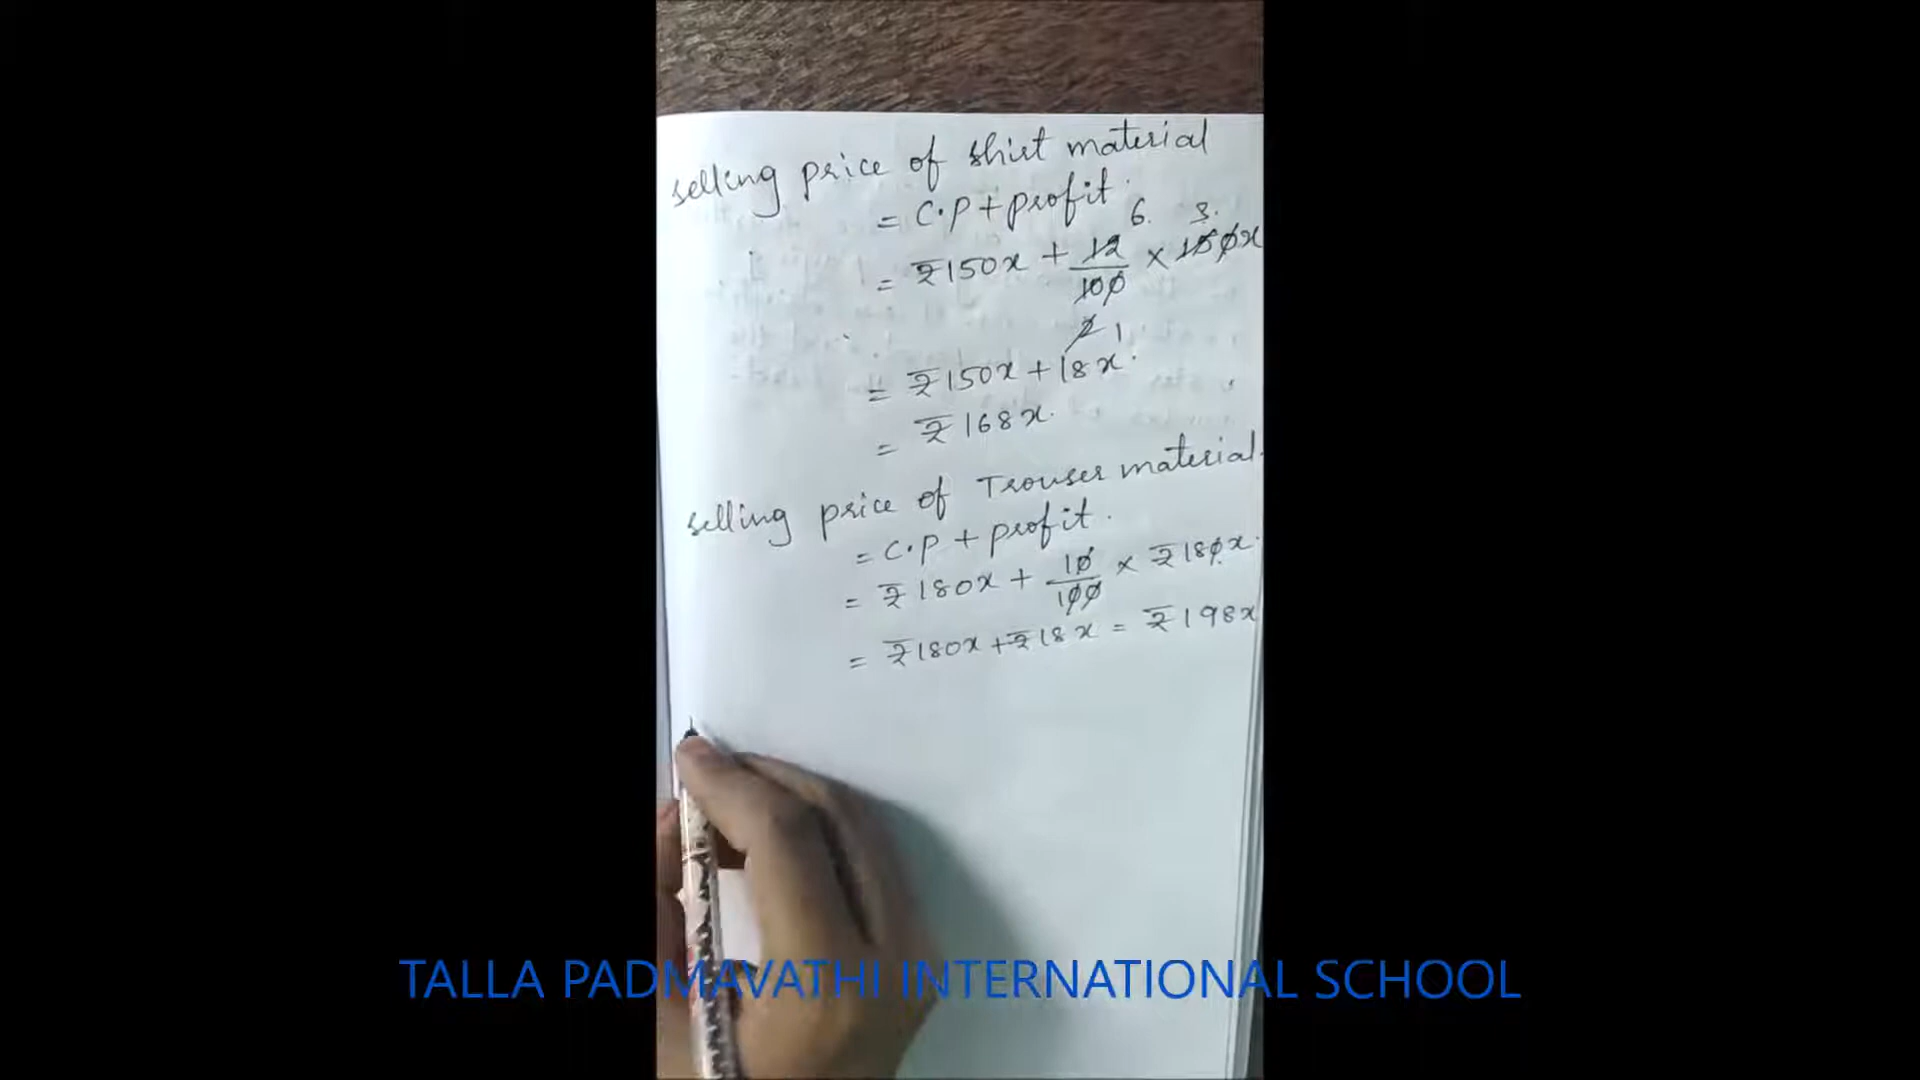 selling price of shirt material
= C.P + profit.
= ₹150x + 12/100 × 150x
6. 3.
2 1
= ₹150x + 18x.
= ₹168x.
selling price of Trouser material.
= C.P + profit.
= ₹180x + 10/100 × ₹180x.
= ₹180x + ₹18x = ₹198x
TALLA PADMAVATHI INTERNATIONAL SCHOOL